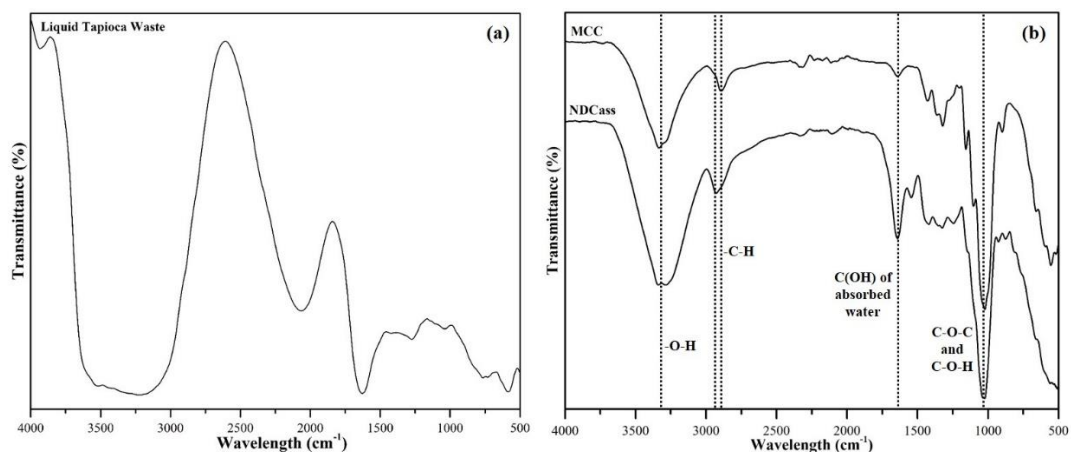 Liquid Tapioca Waste
(a)
Transmittance (%)
4000 3500 3000 2500 2000 1500 1000 500
Wavelength (cm⁻¹)
MCC
(b)
NDCass
-C-H
C(OH) of
absorbed
water
-O-H
C-O-C
and
C-O-H
Transmittance (%)
4000 3500 3000 2500 2000 1500 1000 500
Wavelength (cm⁻¹)